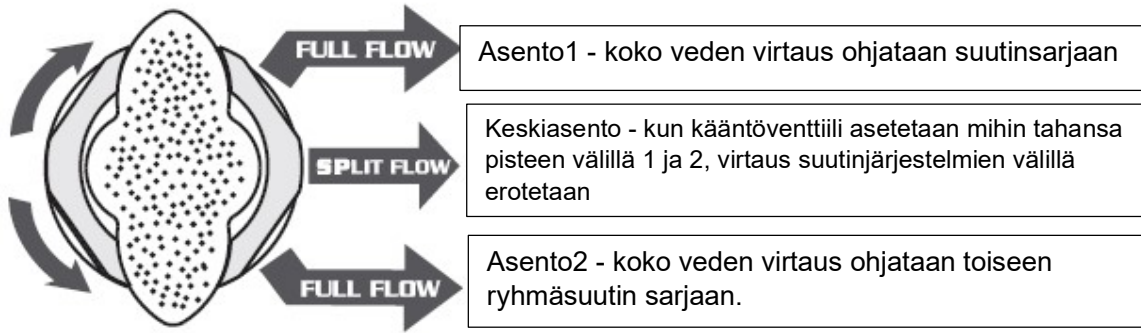 FULL FLOW
Asento1 - koko veden virtaus ohjataan suutinsarjaan
SPLIT FLOW
Keskiasento - kun kääntöventtiili asetetaan mihin tahansa
pisteen välillä 1 ja 2, virtaus suutinjärjestelmien välillä
erotetaan
FULL FLOW
Asento2 - koko veden virtaus ohjataan toiseen
ryhmäsuutin sarjaan.